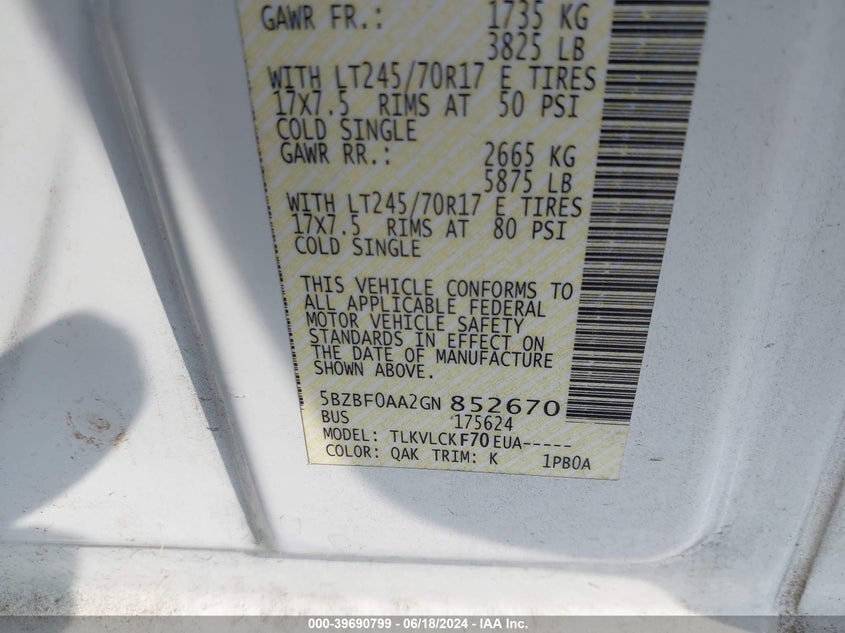 GAWR FR.: 1735 KG
3825 LB
WITH LT245/70R17 E TIRES
17X7.5 RIMS AT 50 PSI
COLD SINGLE
GAWR RR.: 2665 KG
5875 LB
WITH LT245/70R17 E TIRES
17X7.5 RIMS AT 80 PSI
COLD SINGLE
THIS VEHICLE CONFORMS TO
ALL APPLICABLE FEDERAL
MOTOR VEHICLE SAFETY
STANDARDS IN EFFECT ON
THE DATE OF MANUFACTURE
SHOWN ABOVE.
5BZBF0AA2GN 852670
BUS 175624
MODEL: TLKVLCKF70EUA-----
COLOR: QAK TRIM: K 1PB0A
000-39690799 - 06/18/2024 - IAA Inc.